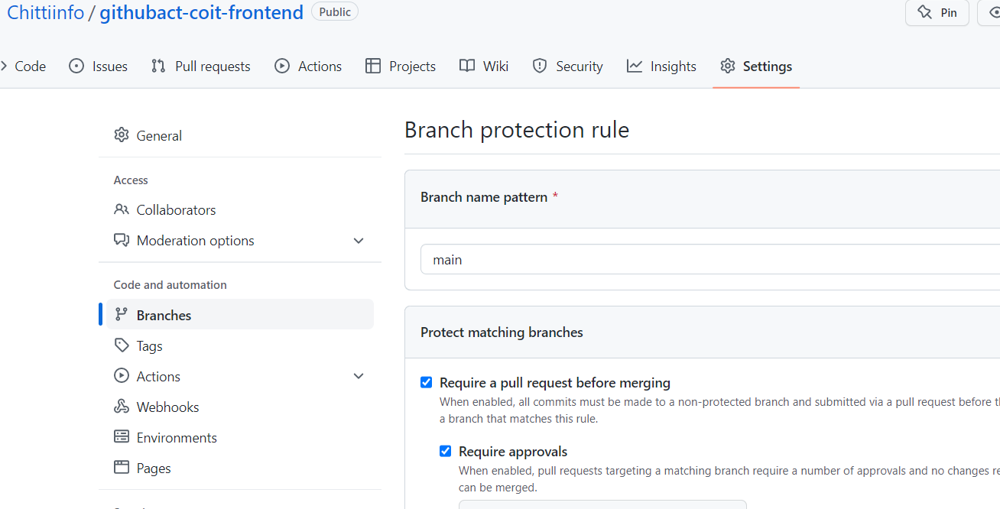 Chittiinfo / githubact-coit-frontend Public Pin
Code Issues Pull requests Actions Projects Wiki Security Insights Settings
General
Access
Collaborators
Moderation options
Code and automation
Branches
Tags
Actions
Webhooks
Environments
Pages
Branch protection rule
Branch name pattern *
main
Protect matching branches
Require a pull request before merging
When enabled, all commits must be made to a non-protected branch and submitted via a pull request before
a branch that matches this rule.
Require approvals
When enabled, pull requests targeting a matching branch require a number of approvals and no changes
can be merged.